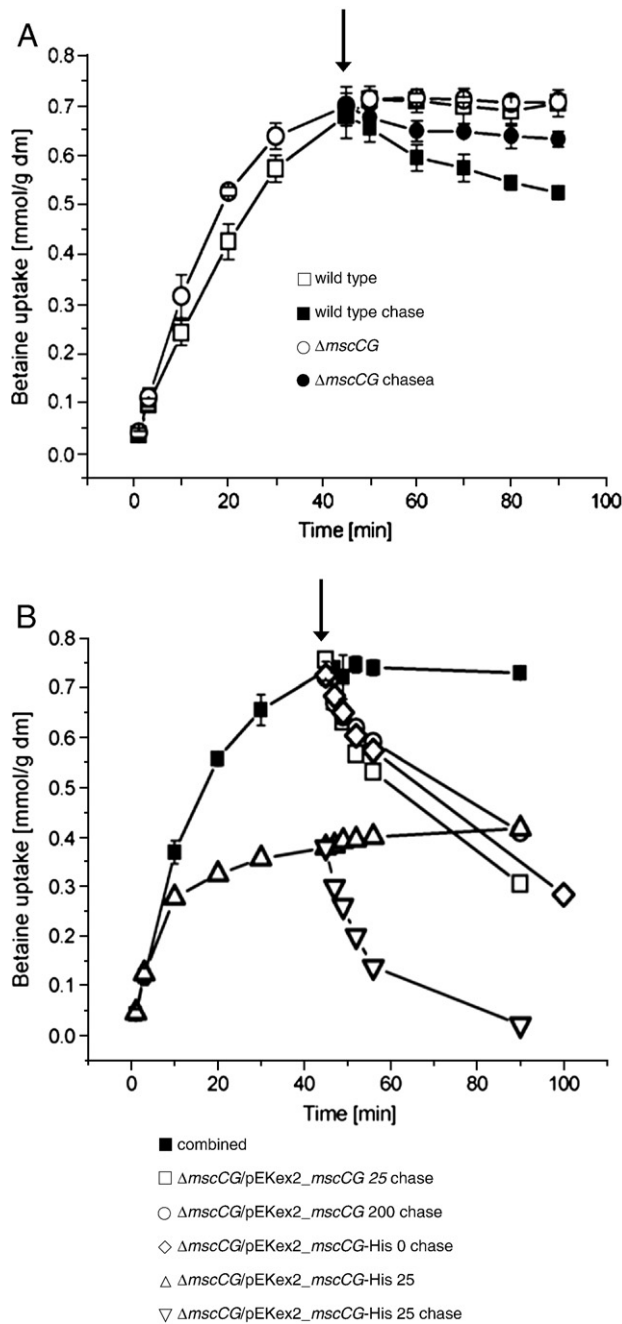 A
0.8
0.7
0.6
0.5
0.4
0.3
0.2
0.1
0.0
Betaine uptake [mmol/g dm]
wild type
wild type chase
ΔmscCG
ΔmscCG chasea
0 20 40 60 80 100
Time [min]
B
0.8
0.7
0.6
0.5
0.4
0.3
0.2
0.1
0.0
Betaine uptake [mmol/g dm]
0 20 40 60 80 100
Time [min]
combined
ΔmscCG/pEKex2_mscCG 25 chase
ΔmscCG/pEKex2_mscCG 200 chase
ΔmscCG/pEKex2_mscCG-His 0 chase
ΔmscCG/pEKex2_mscCG-His 25
ΔmscCG/pEKex2_mscCG-His 25 chase